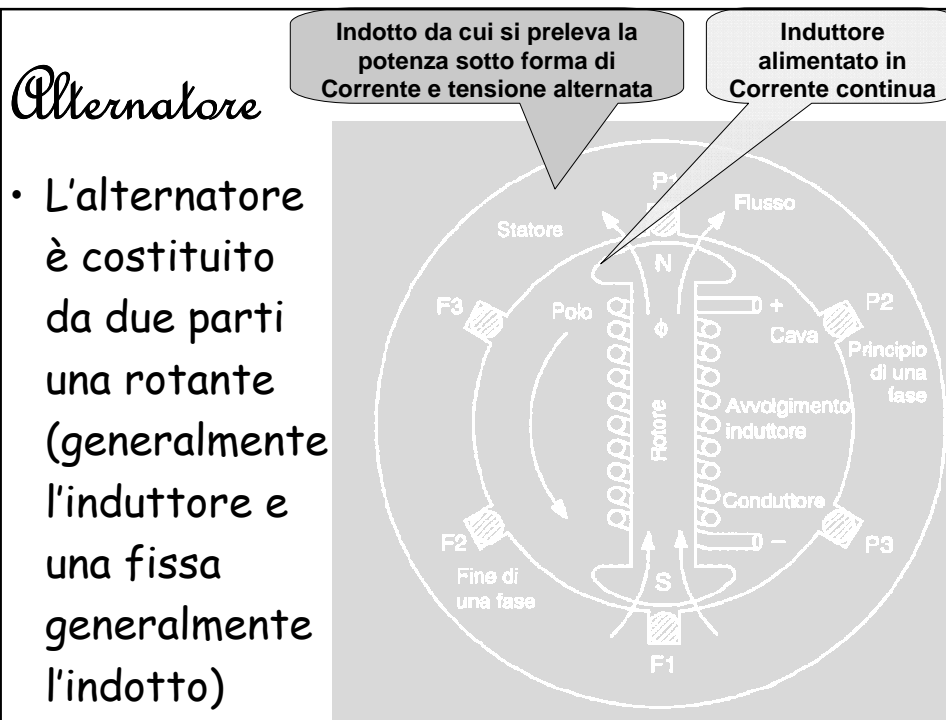 Indotto da cui si preleva la
potenza sotto forma di
Corrente e tensione alternata
Induttore
alimentato in
Corrente continua
Alternatore
• L'alternatore
è costituito
da due parti
una rotante
(generalmente
l'induttore e
una fissa
generalmente
l'indotto)
P1
Flusso
Statore
N
F3
Polo
+
P2
Cava
Principio
di una
fase
ϕ
Rotore
Avvolgimento
induttore
Conduttore
F2
–
P3
Fine di
una fase
S
F1